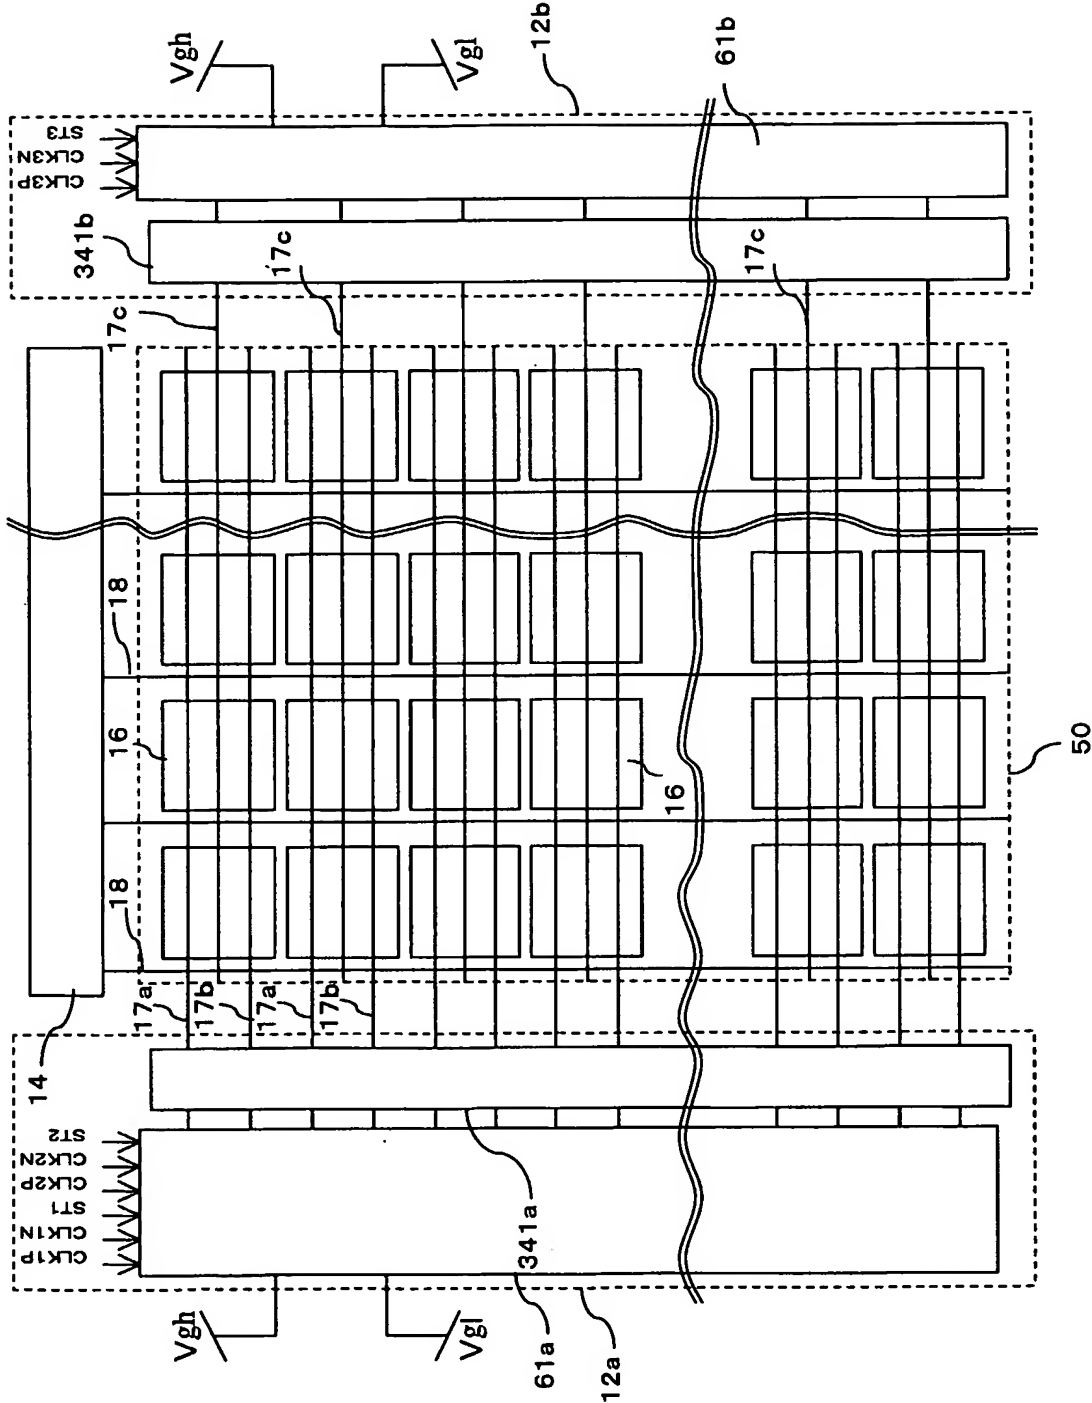 Vgh
Vgl
12b
61b
ST3
CLK3N
CLK3P
341b
17c
17c
17c
18
16
16
18
50
14
17a
17b
17a
17b
ST2
CLK2N
CLK2P
ST1
CLK1N
CLK1P
341a
Vgh
Vgl
61a
12a